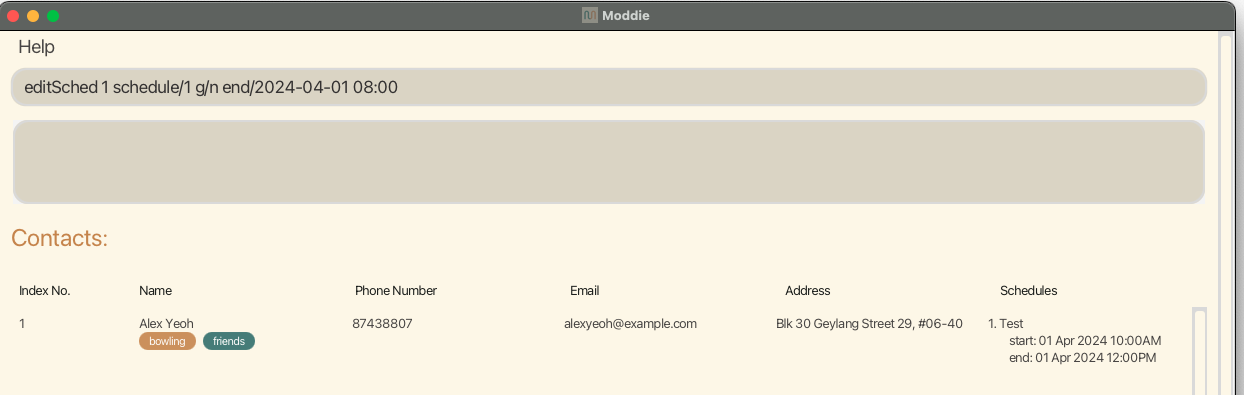 Moddie
Help
editSched 1 schedule/1 g/n end/2024-04-01 08:00
Contacts:
Index No. Name Phone Number Email Address Schedules
1 Alex Yeoh 87438807 alexyeoh@example.com Blk 30 Geylang Street 29, #06-40 1. Test
bowling friends start: 01 Apr 2024 10:00AM
end: 01 Apr 2024 12:00PM